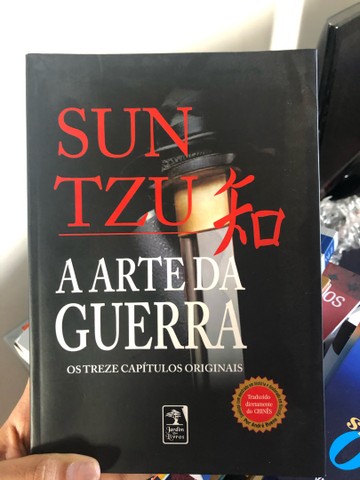 SUN
TZU
知
A ARTE DA
GUERRA
OS TREZE CAPÍTULOS ORIGINAIS
Traduzido
diretamente
do CHINÊS
Jardim
dos Livros